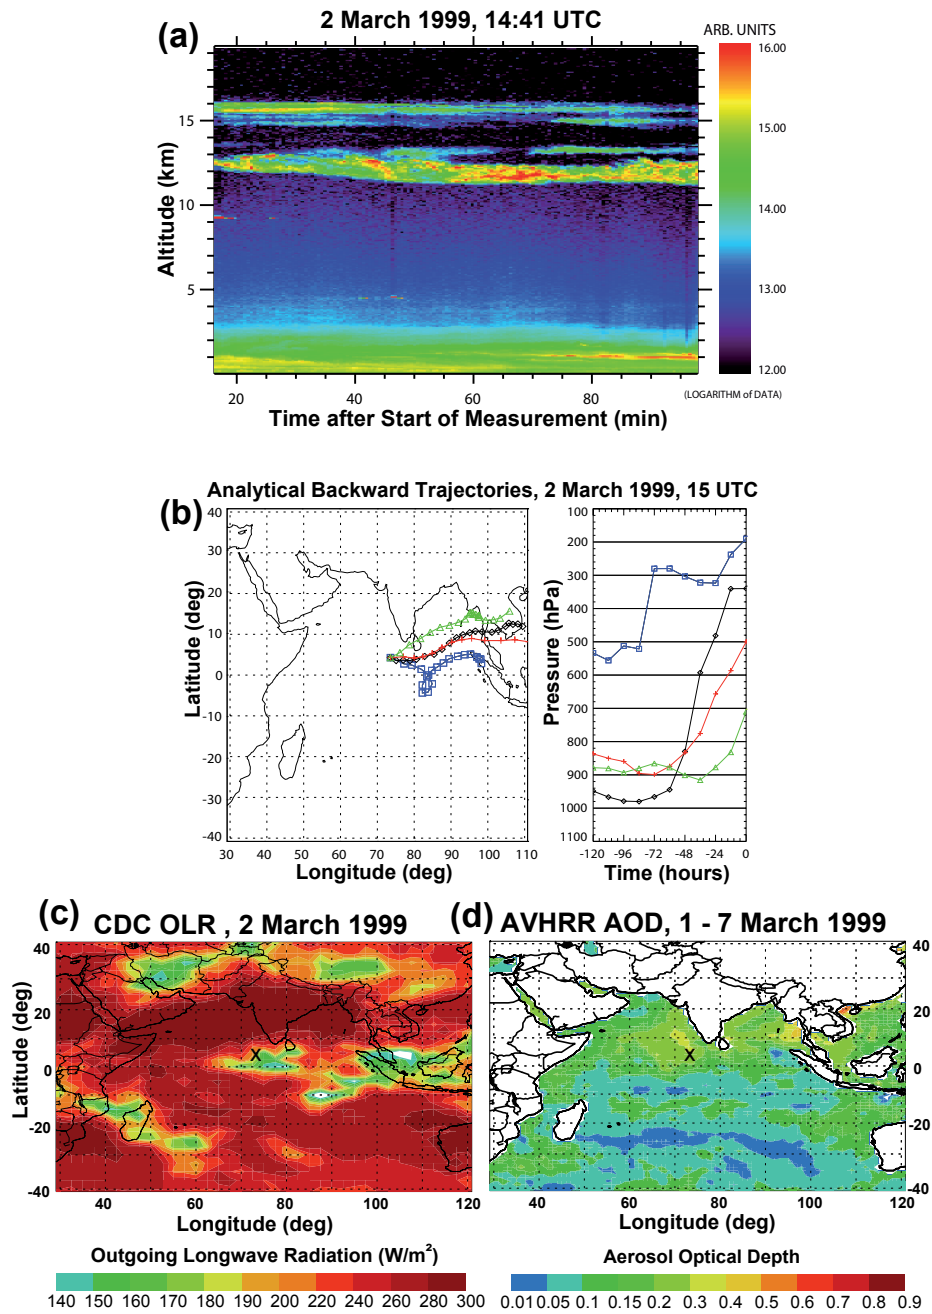 2 March 1999, 14:41 UTC
(a)
ARB. UNITS
16.00
15.00
14.00
13.00
12.00
(LOGARITHM of DATA)
Altitude (km)
15
10
5
20 40 60 80
Time after Start of Measurement (min)
Analytical Backward Trajectories, 2 March 1999, 15 UTC
(b)
Latitude (deg)
40
30
20
10
0
-10
-20
-30
-40
30 40 50 60 70 80 90 100 110
Longitude (deg)
Pressure (hPa)
100
200
300
400
500
600
700
800
900
1000
1100
-120 -96 -72 -48 -24 0
Time (hours)
(c)
CDC OLR , 2 March 1999
Latitude (deg)
40
20
0
-20
-40
X
40 60 80 100 120
Longitude (deg)
Outgoing Longwave Radiation (W/m²)
140 150 160 170 180 190 200 220 240 260 280 300
(d)
AVHRR AOD, 1 - 7 March 1999
40
20
0
-20
-40
X
40 60 80 100 120
Longitude (deg)
Aerosol Optical Depth
0.01 0.05 0.1 0.15 0.2 0.3 0.4 0.5 0.6 0.7 0.8 0.9